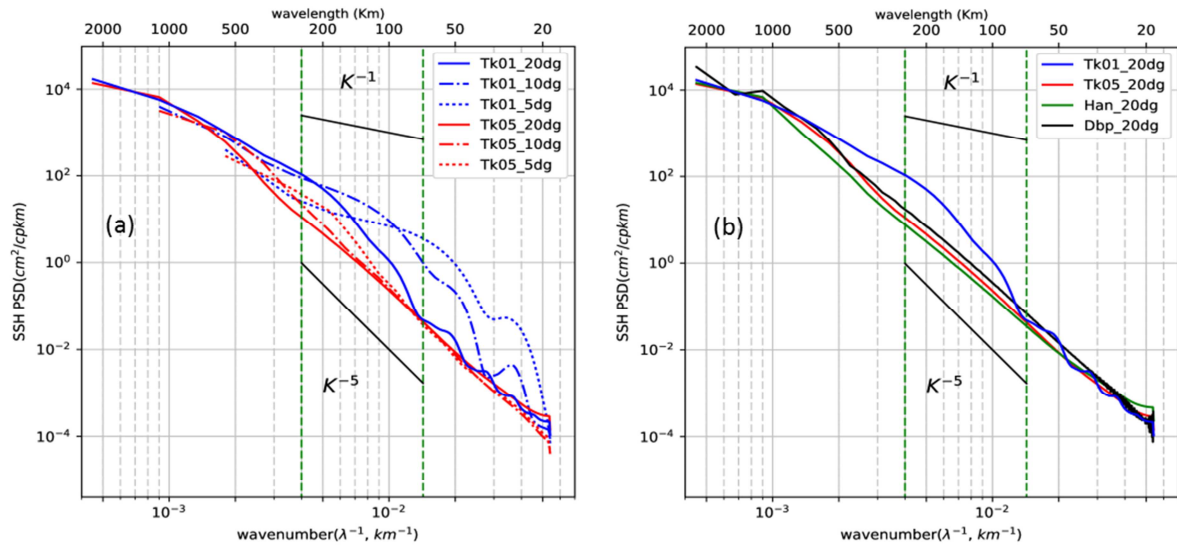 wavelength (Km)
2000 1000 500 200 100 50 20
10^4
10^2
10^0
10^-2
10^-4
SSH PSD(cm^2/cpkm)
Tk01_20dg
Tk01_10dg
Tk01_5dg
Tk05_20dg
Tk05_10dg
Tk05_5dg
K^-1
(a)
K^-5
10^-3 10^-2
wavenumber(λ^-1, km^-1)
wavelength (Km)
2000 1000 500 200 100 50 20
10^4
10^2
10^0
10^-2
10^-4
SSH PSD(cm^2/cpkm)
Tk01_20dg
Tk05_20dg
Han_20dg
Dbp_20dg
K^-1
(b)
K^-5
10^-3 10^-2
wavenumber(λ^-1, km^-1)